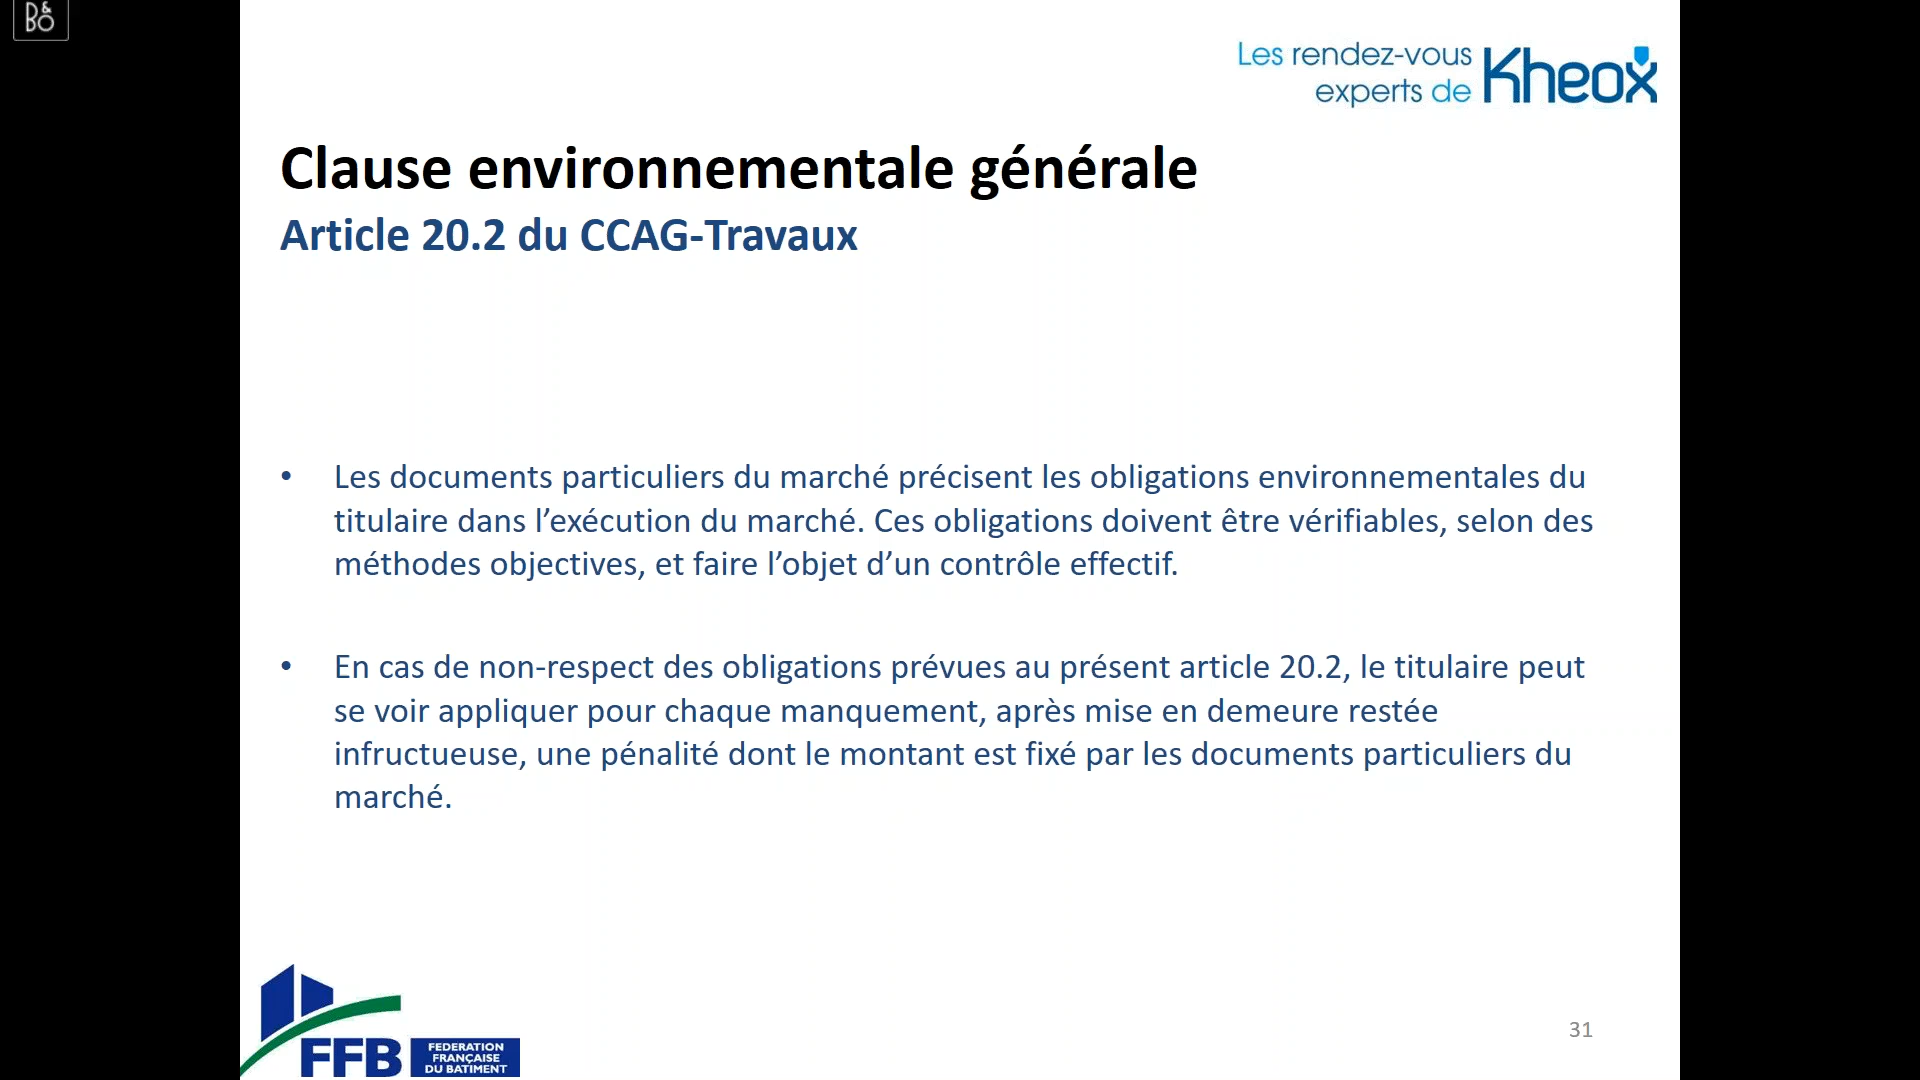 B&O
Les rendez-vous
experts de Kheox
Clause environnementale générale
Article 20.2 du CCAG-Travaux
• Les documents particuliers du marché précisent les obligations environnementales du
titulaire dans l’exécution du marché. Ces obligations doivent être vérifiables, selon des
méthodes objectives, et faire l’objet d’un contrôle effectif.
• En cas de non-respect des obligations prévues au présent article 20.2, le titulaire peut
se voir appliquer pour chaque manquement, après mise en demeure restée
infructueuse, une pénalité dont le montant est fixé par les documents particuliers du
marché.
FFB
FEDERATION
FRANÇAISE
DU BATIMENT
31